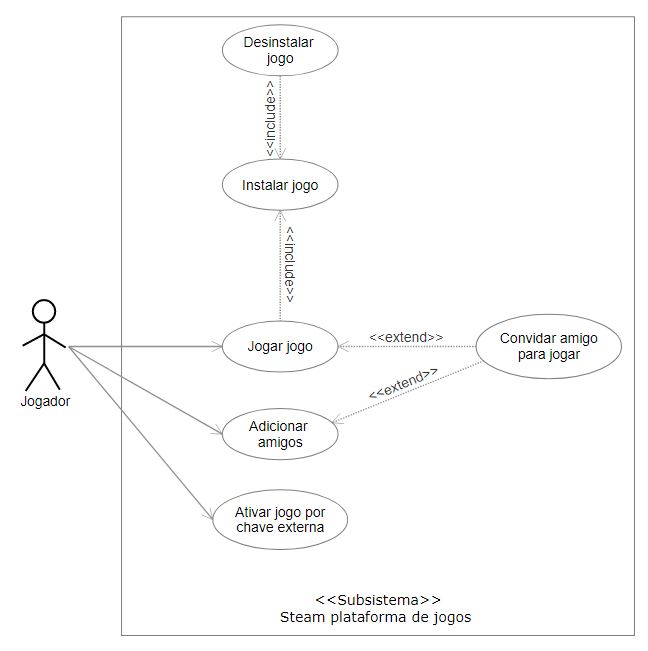 Desinstalar
jogo
<<include>>
Instalar jogo
<<include>>
Jogar jogo
<<extend>>
Convidar amigo
para jogar
<<extend>>
Jogador
Adicionar
amigos
Ativar jogo por
chave externa
<<Subsistema>>
Steam plataforma de jogos